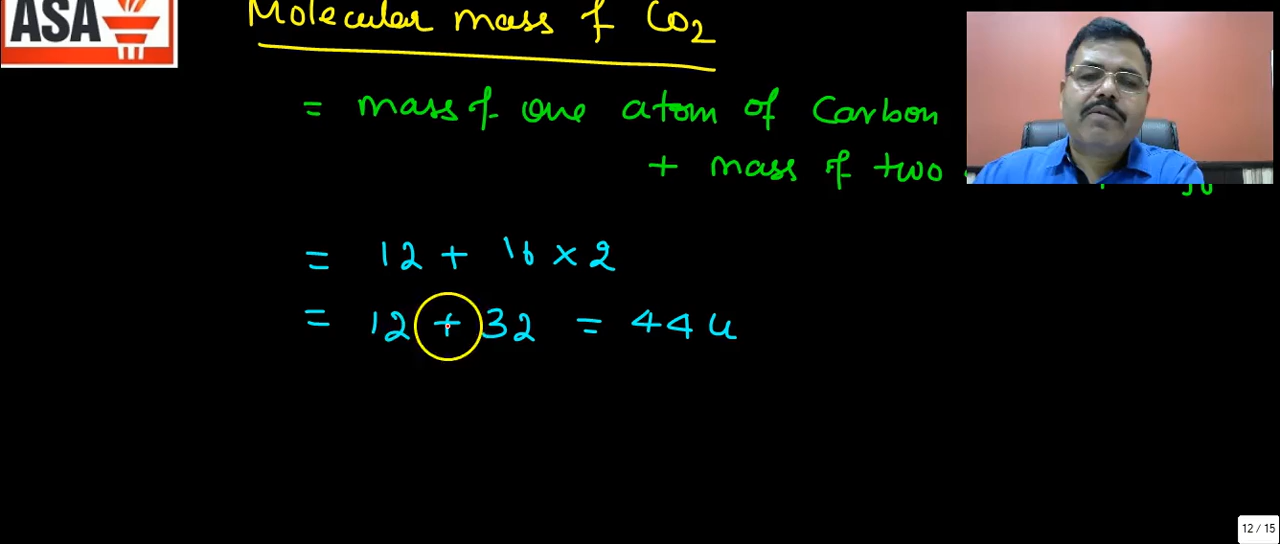 ASA
Molecular mass of CO2
= mass of one atom of Carbon
+ mass of two
= 12 + 16 × 2
= 12 + 32 = 44 u
12 / 15